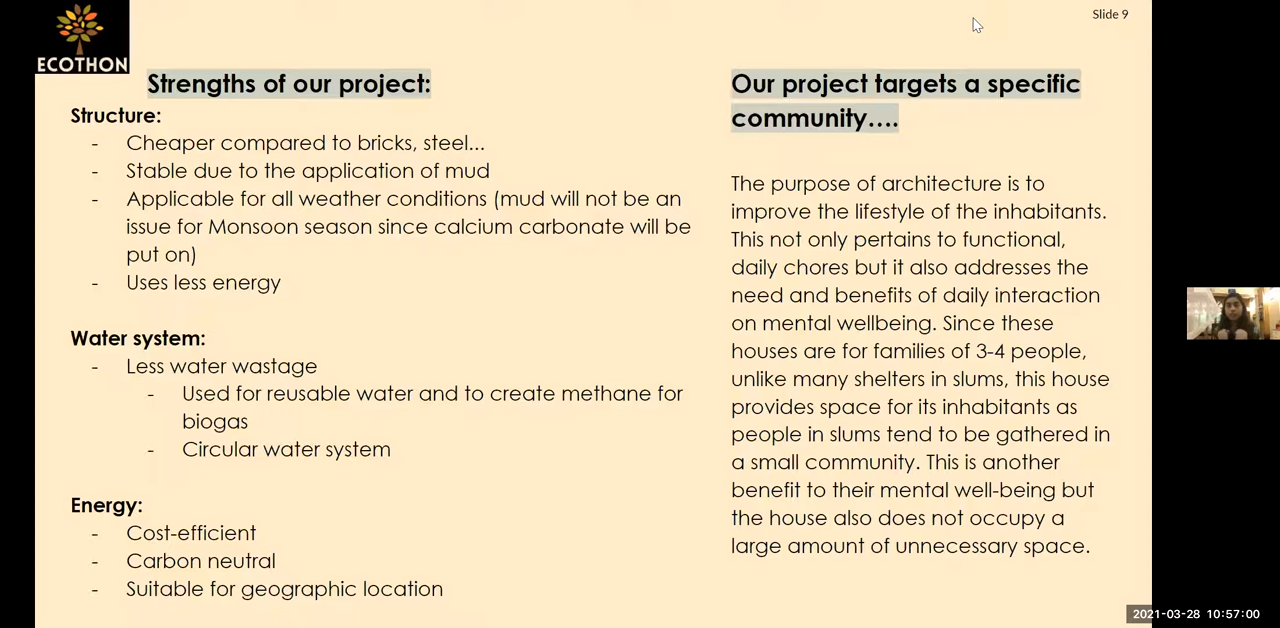 Slide 9
ECOTHON
Strengths of our project:
Structure:
- Cheaper compared to bricks, steel...
- Stable due to the application of mud
- Applicable for all weather conditions (mud will not be an
issue for Monsoon season since calcium carbonate will be
put on)
- Uses less energy
Water system:
- Less water wastage
- Used for reusable water and to create methane for
biogas
- Circular water system
Energy:
- Cost-efficient
- Carbon neutral
- Suitable for geographic location
Our project targets a specific
community....
The purpose of architecture is to
improve the lifestyle of the inhabitants.
This not only pertains to functional,
daily chores but it also addresses the
need and benefits of daily interaction
on mental wellbeing. Since these
houses are for families of 3-4 people,
unlike many shelters in slums, this house
provides space for its inhabitants as
people in slums tend to be gathered in
a small community. This is another
benefit to their mental well-being but
the house also does not occupy a
large amount of unnecessary space.
2021-03-28 10:57:00